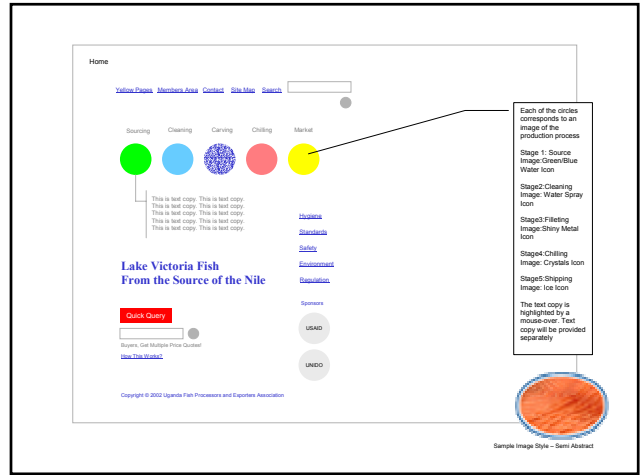 Home
Yellow Pages Members Area Contact Site Map Search
Sourcing Cleaning Carving Chilling Market
This is text copy. This is text copy.
This is text copy. This is text copy.
This is text copy. This is text copy.
This is text copy. This is text copy.
This is text copy. This is text copy.
Hygiene
Standards
Safety
Environment
Regulation
Lake Victoria Fish
From the Source of the Nile
Quick Query
Buyers, Get Multiple Price Quotes!
How This Works?
Sponsors
USAID
UNIDO
Copyright © 2002 Uganda Fish Processors and Exporters Association
Each of the circles
corresponds to an
image of the
production process
Stage 1: Source
Image:Green/Blue
Water Icon
Stage2:Cleaning
Image: Water Spray
Icon
Stage3:Filleting
Image:Shiny Metal
Icon
Stage4:Chilling
Image: Crystals Icon
Stage5:Shipping
Image: Ice Icon
The text copy is
highlighted by a
mouse-over. Text
copy will be provided
separately
Sample Image Style – Semi Abstract